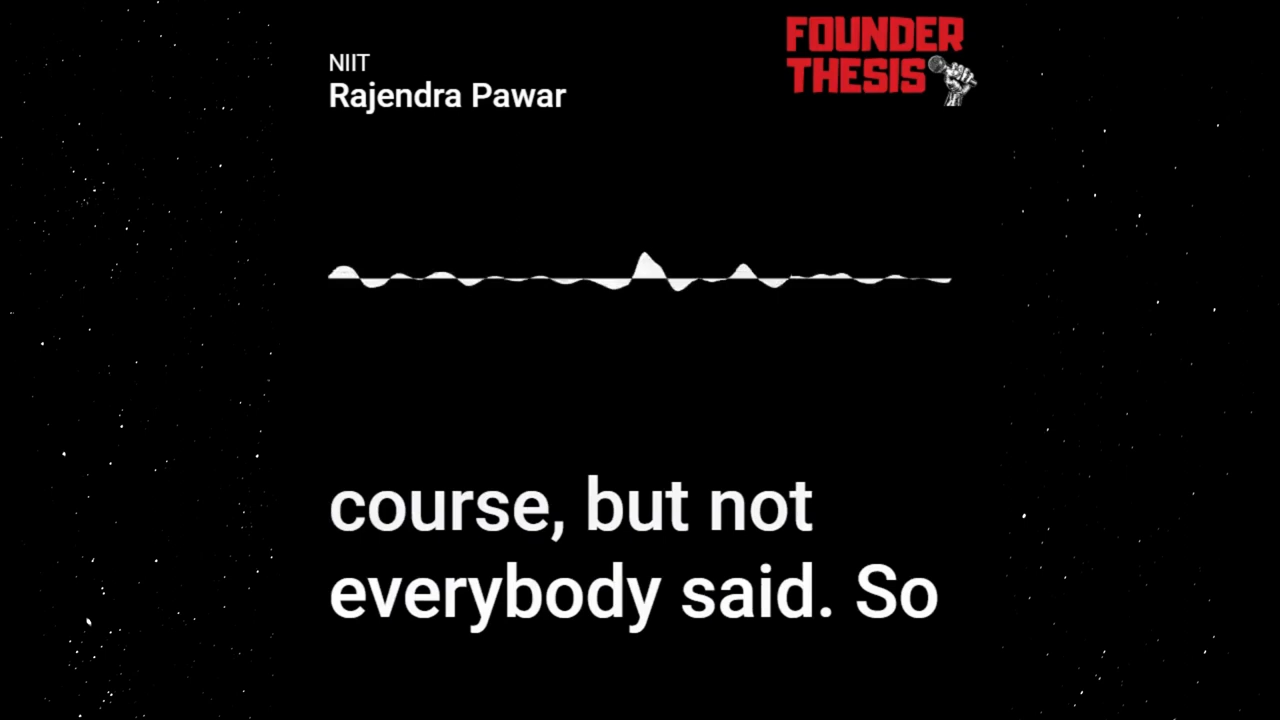 NIIT
Rajendra Pawar
FOUNDER
THESIS
course, but not
everybody said. So